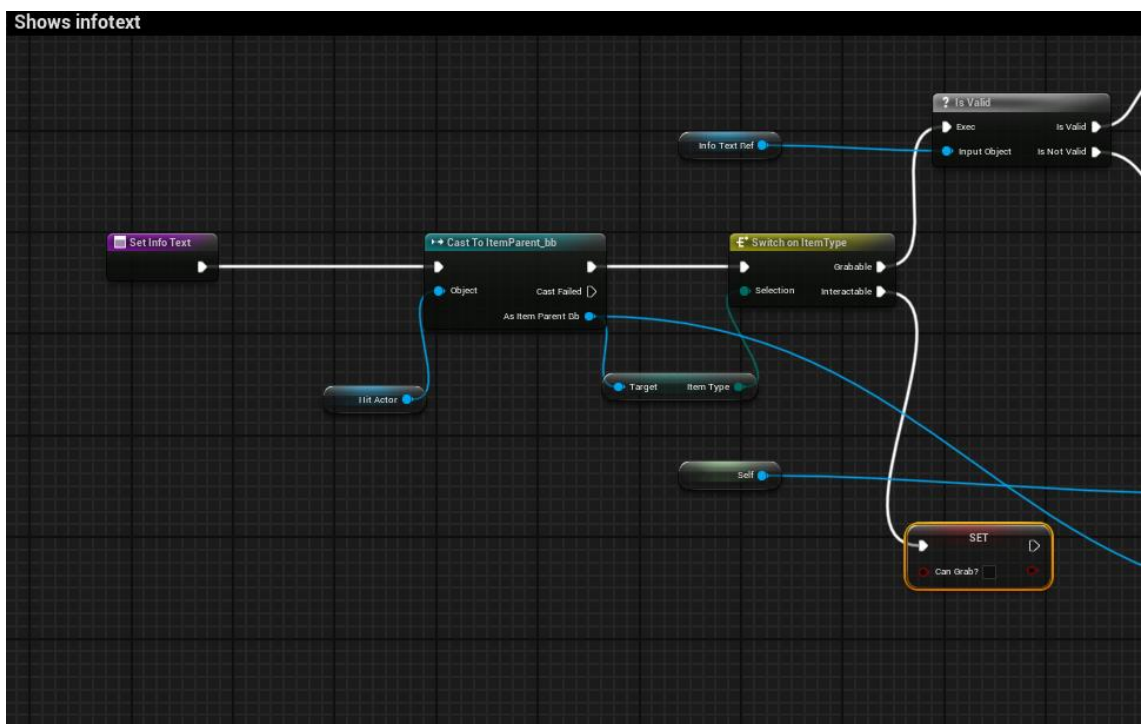 Shows infotext
? Is Valid
Exec
Is Valid
Info Text Ref
Input Object
Is Not Valid
Set Info Text
Cast To ItemParent_bb
Switch on ItemType
Grabable
Object
Cast Failed
Selection
Interactable
As Item Parent Bb
Hit Actor
Target
Item Type
Self
SET
Can Grab?